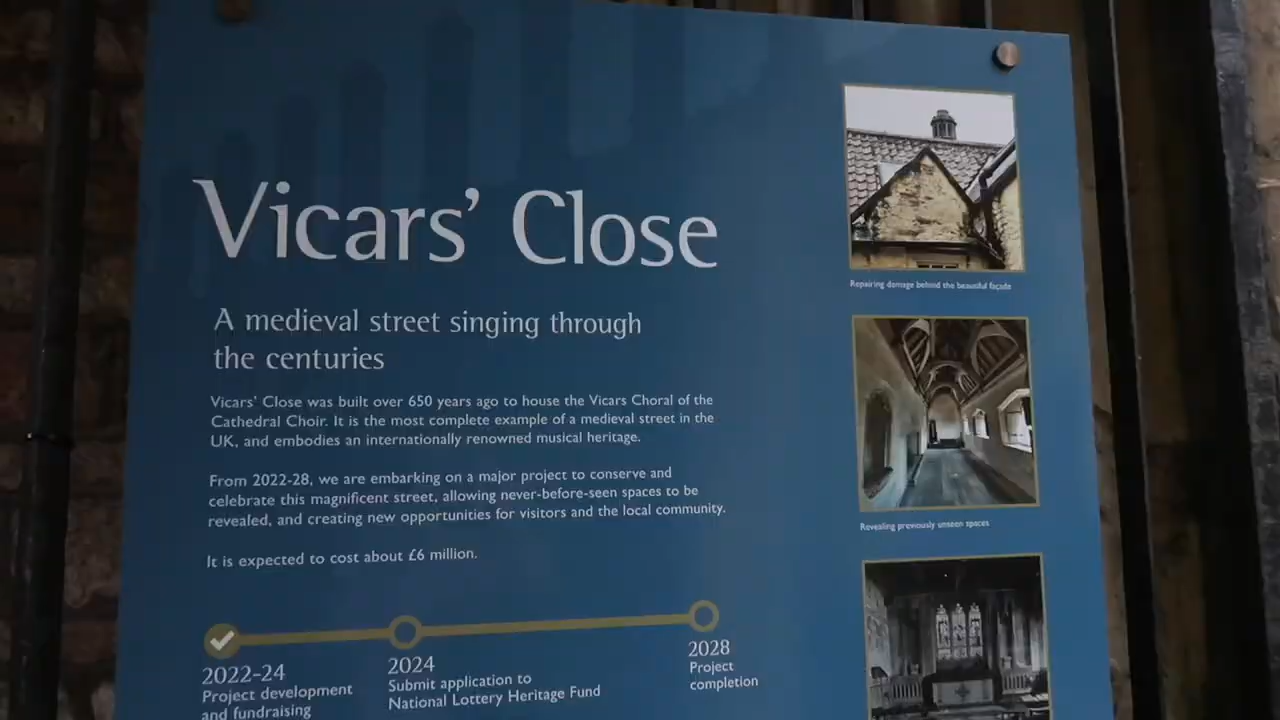 Vicars’ Close
A medieval street singing through
the centuries
Vicars’ Close was built over 650 years ago to house the Vicars Choral of the
Cathedral Choir. It is the most complete example of a medieval street in the
UK, and embodies an internationally renowned musical heritage.
From 2022-28, we are embarking on a major project to conserve and
celebrate this magnificent street, allowing never-before-seen spaces to be
revealed, and creating new opportunities for visitors and the local community.
It is expected to cost about £6 million.
2022-24
Project development
and fundraising
2024
Submit application to
National Lottery Heritage Fund
2028
Project
completion
Repairing damage behind the beautiful façade
Revealing previously unseen spaces